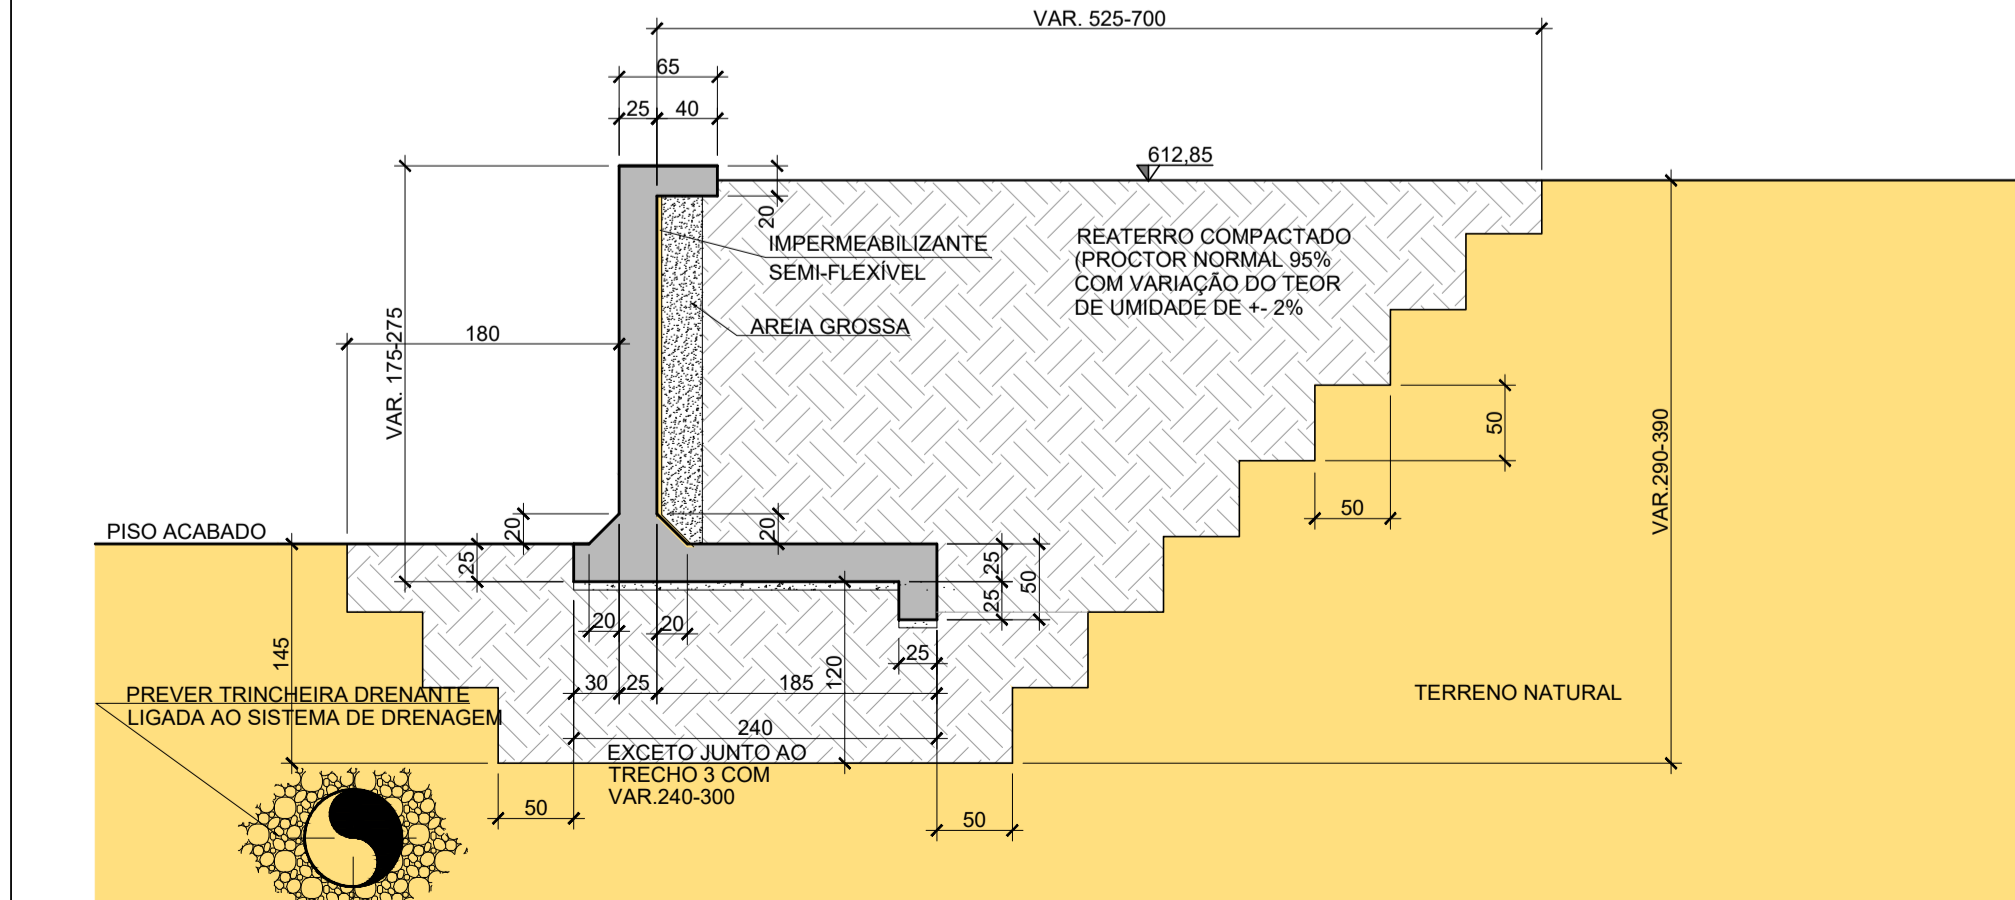 VAR. 525-700
65
25
40
612,85
20
IMPERMEABILIZANTE
SEMI-FLEXÍVEL
REATERRO COMPACTADO
(PROCTOR NORMAL 95%
COM VARIAÇÃO DO TEOR
DE UMIDADE DE +- 2%
AREIA GROSSA
180
VAR. 175-275
50
50
VAR.290-390
PISO ACABADO
20
25
20
25
50
25
20
20
25
120
145
30
25
185
PREVER TRINCHEIRA DRENANTE
LIGADA AO SISTEMA DE DRENAGEM
TERRENO NATURAL
240
EXCETO JUNTO AO
TRECHO 3 COM
VAR.240-300
50
50